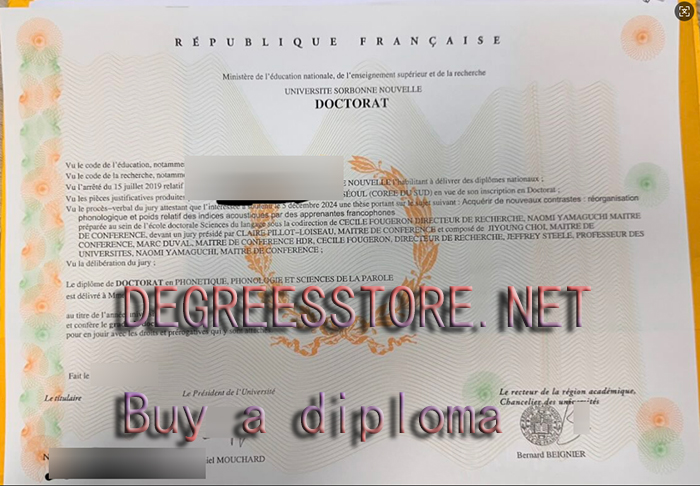 RÉPUBLIQUE FRANÇAISE
Ministère de l'éducation nationale, de l'enseignement supérieur et de la recherche
UNIVERSITE SORBONNE NOUVELLE
DOCTORAT
Vu le code de l'éducation, notamme
Vu le code de la recherche, notamme
Vu l'arrêté du 15 juillet 2019 relatif NOUVELLE l'habilitant à délivrer des diplômes nationaux ;
Vu les pièces justificatives produites SÉOUL (CORÉE DU SUD) en vue de son inscription en Doctorat ;
Vu le procès-verbal du jury attestant que l'intéressée a soutenu le 5 décembre 2024 une thèse portant sur le sujet suivant : Acquérir de nouveaux contrastes : réorganisation
phonologique et poids relatif des indices acoustiques par des apprenantes francophones
préparée au sein de l'école doctorale Sciences du langage sous la codirection de CECILE FOUGERON DIRECTEUR DE RECHERCHE, NAOMI YAMAGUCHI MAITRE
DE CONFERENCE, devant un jury présidé par CLAIRE PILLOT-LOISEAU, MAITRE DE CONFERENCE et composé de JIYOUNG CHOI, MAITRE DE
CONFERENCE, MARC DUVAL, MAITRE DE CONFERENCE HDR, CECILE FOUGERON, DIRECTEUR DE RECHERCHE, JEFFREY STEELE, PROFESSEUR DES
UNIVERSITES, NAOMI YAMAGUCHI, MAITRE DE CONFERENCE ;
Vu la délibération du jury ;
Le diplôme de DOCTORAT en PHONETIQUE, PHONOLOGIE ET SCIENCES DE LA PAROLE
est délivré à
DEGREESSTORE.NET
au titre de l'année
et confère le
pour en jouir avec les droits et prérogatives qui y sont
Fait le
Le titulaire
Le Président de l'Université
Le recteur de la région académique,
Chancelier des universités
Buy a diploma
N
iel MOUCHARD
Bernard BEIGNIER